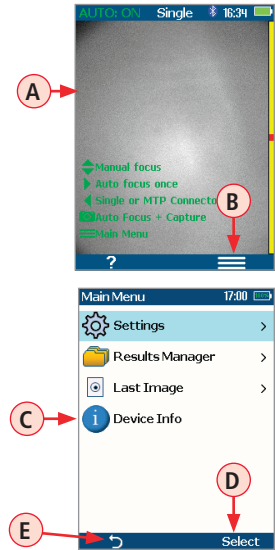 AUTO: ON Single 16:34
A
Manual focus
Auto focus once
Single or MTP Connecto
B
Auto Focus + Capture
Main Menu
?
Main Menu 17:00
Settings >
Results Manager >
Last Image >
C
i Device Info
D
E
Select